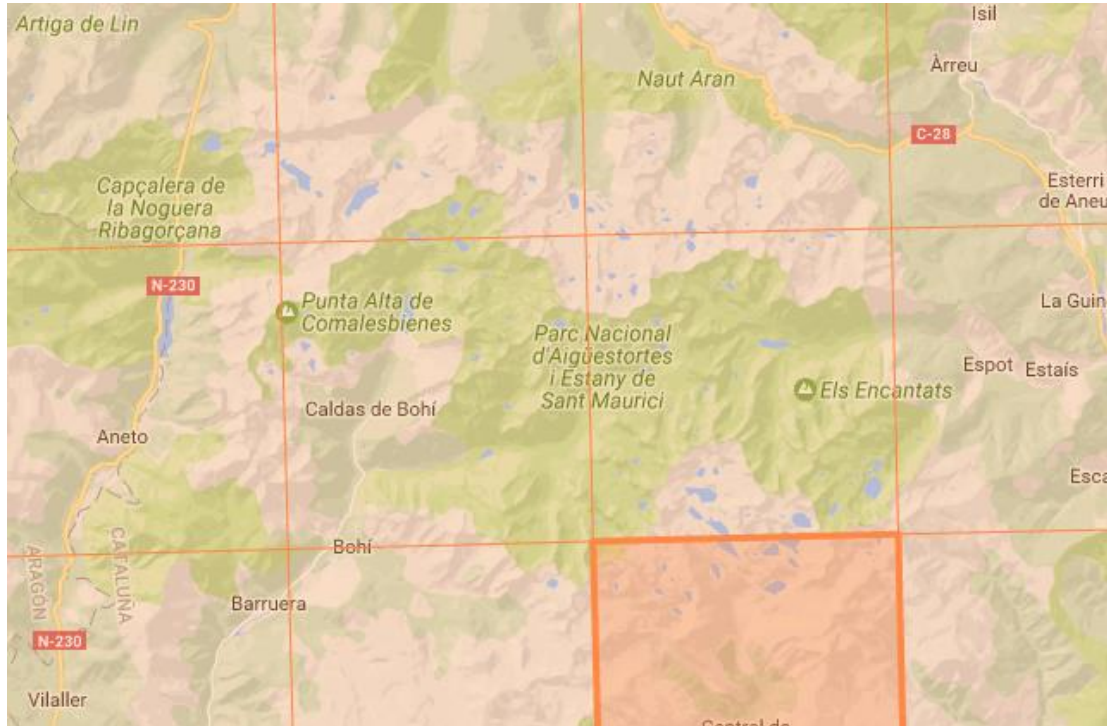 Artiga de Lin
Isil
Àrreu
Naut Aran
C-28
Capçalera de
la Noguera
Ribagorçana
Esterri
de Aneu
N-230
Punta Alta de
Comalesbienes
La Guin
Parc Nacional
d'Aigüestortes
i Estany de
Sant Maurici
Espot
Estaís
Els Encantats
Caldas de Bohí
Aneto
Esca
CATALUÑA
ARAGÓN
Bohí
Barruera
N-230
Vilaller